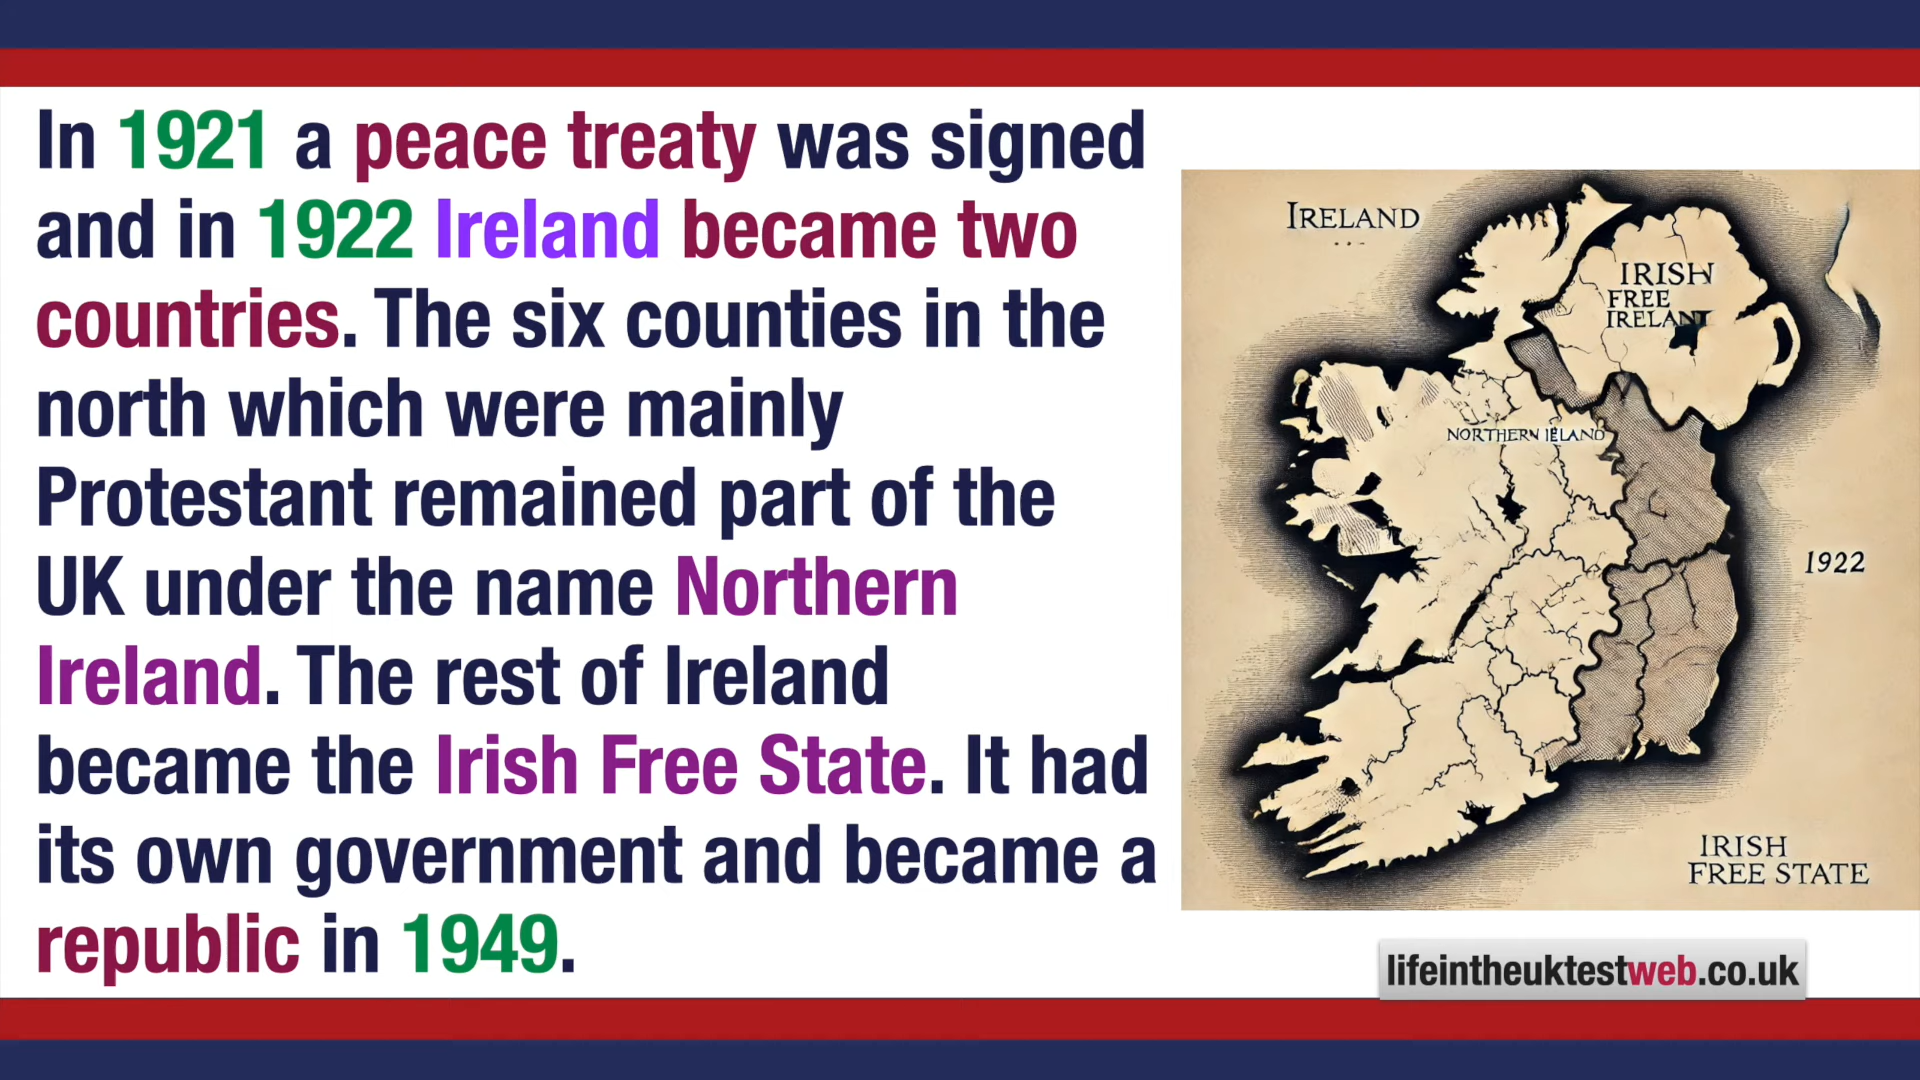 In 1921 a peace treaty was signed
and in 1922 Ireland became two
countries. The six counties in the
north which were mainly
Protestant remained part of the
UK under the name Northern
Ireland. The rest of Ireland
became the Irish Free State. It had
its own government and became a
republic in 1949.
IRELAND
IRISH
FREE
IRELANT
NORTHERN IELAND
1922
IRISH
FREE STATE
lifeintheuktestweb.co.uk